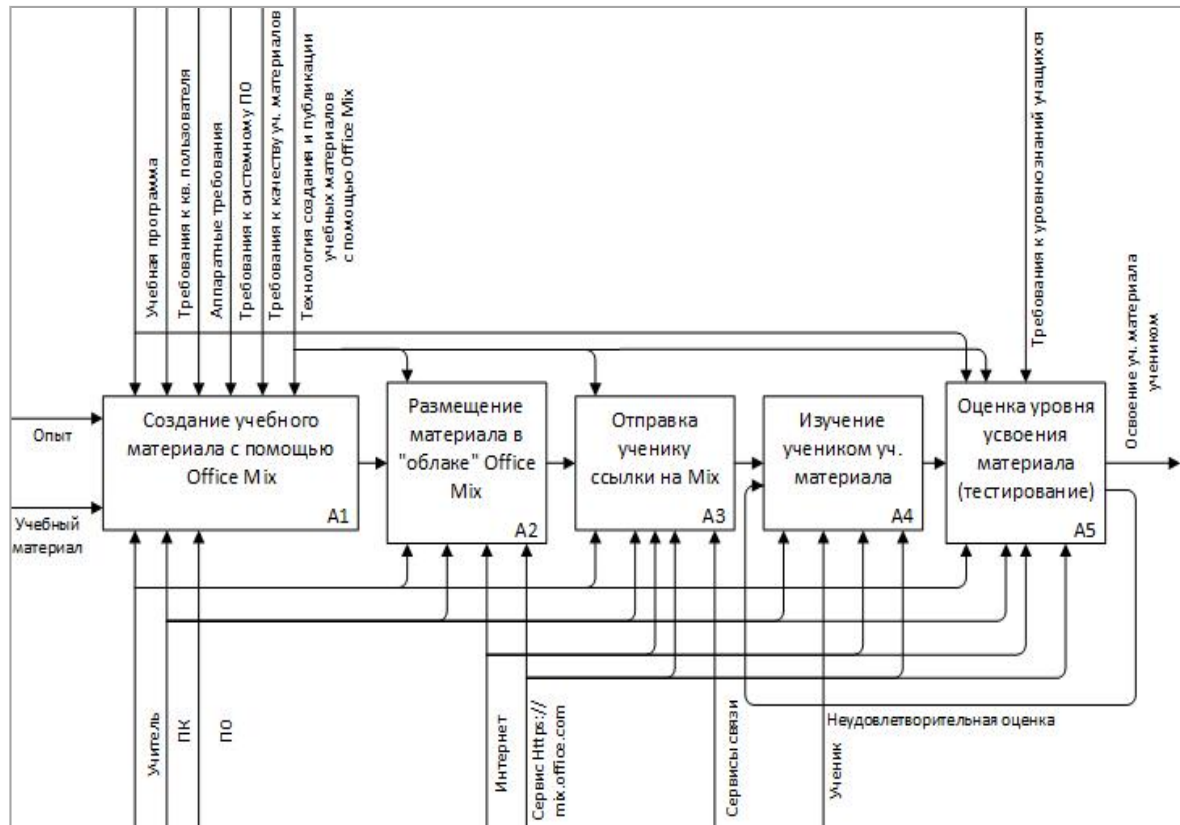 Учебная программа
Требования к кв. пользователя
Аппаратные требования
Требования к системному ПО
Требования к качеству уч. материалов
Технология создания и публикации
учебных материалов
с помощью Office Mix
Требования к уровню знаний учащихся
Освоение уч. материала
учеником
Опыт
Учебный
материал
Создание учебного
материала с помощью
Office Mix
A1
Размещение
материала в
"облаке" Office
Mix
A2
Отправка
ученику
ссылки на Mix
A3
Изучение
учеником уч.
материала
A4
Оценка уровня
усвоения
материала
(тестирование)
A5
Учитель
ПК
ПО
Интернет
Сервис Https://
mix.office.com
Сервисы связи
Ученик
Неудовлетворительная оценка